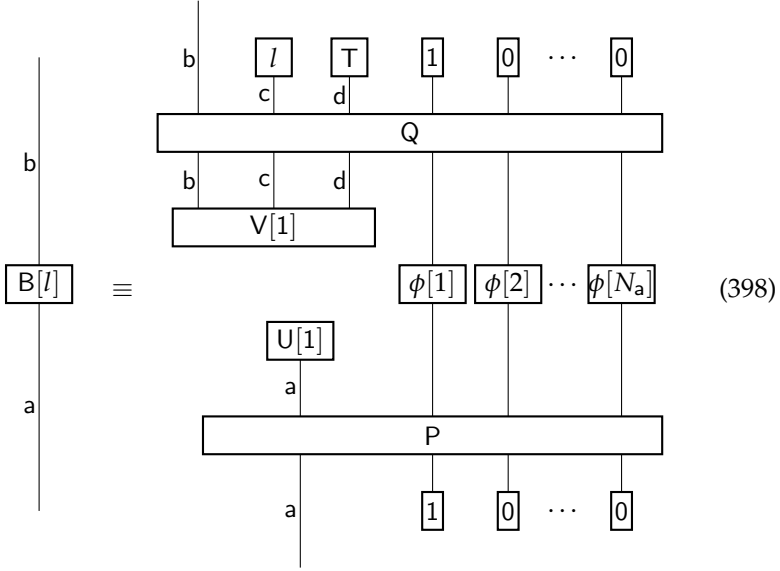 b l T 1 0 ⋯ 0
c d
Q
b b c d
V[1]
B[l] ≡ ϕ[1] ϕ[2] ⋯ ϕ[Nₐ] (398)
U[1]
a a
P
a 1 0 ⋯ 0